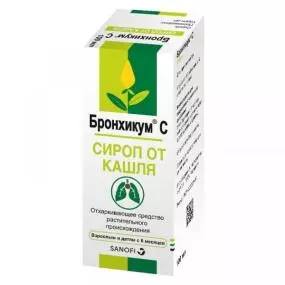 Бронхикум® С
СИРОП ОТ
КАШЛЯ
Отхаркивающее средство
растительного
происхождения
Взрослым и детям с 6 месяцев
SANOFI